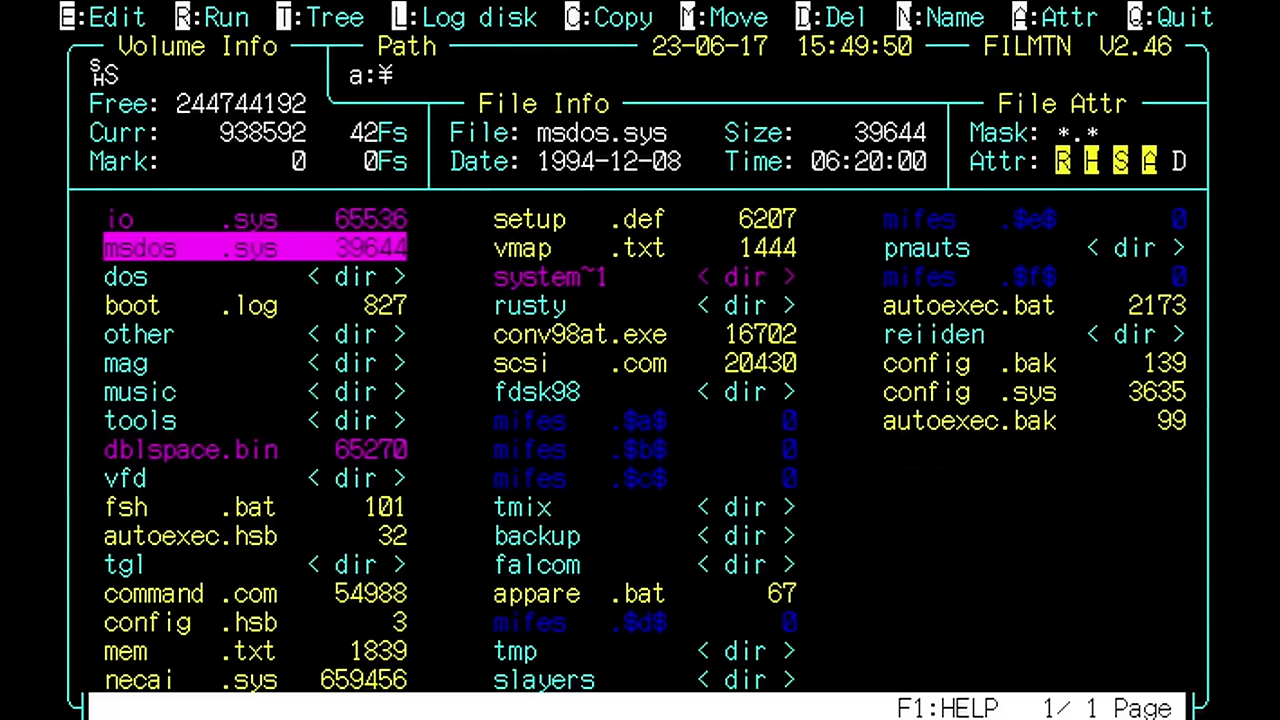 E:Edit R:Run T:Tree L:Log disk C:Copy M:Move D:Del N:Name A:Attr Q:Quit
Volume Info Path 23-06-17 15:49:50 FILMTN V2.46
SHS a:¥
Free: 244744192 File Info File Attr
Curr: 938592 42Fs File: msdos.sys Size: 39644 Mask: *.*
Mark: 0 0Fs Date: 1994-12-08 Time: 06:20:00 Attr: R H S A D
io .sys 65536 setup .def 6207 mifes .$e$ 0
msdos .sys 39644 vmap .txt 1444 pnauts < dir >
dos < dir > system~1 < dir > mifes .$f$ 0
boot .log 827 rusty < dir > autoexec.bat 2173
other < dir > conv98at.exe 16702 reiiden < dir >
mag < dir > scsi .com 20430 config .bak 139
music < dir > fdsk98 < dir > config .sys 3635
tools < dir > mifes .$a$ 0 autoexec.bak 99
dblspace.bin 65270 mifes .$b$ 0
vfd < dir > mifes .$c$ 0
fsh .bat 101 tmix < dir >
autoexec.hsb 32 backup < dir >
tgl < dir > falcom < dir >
command .com 54988 appare .bat 67
config .hsb 3 mifes .$d$ 0
mem .txt 1839 tmp < dir >
necai .sys 659456 slayers < dir >
F1:HELP 1/ 1 Page